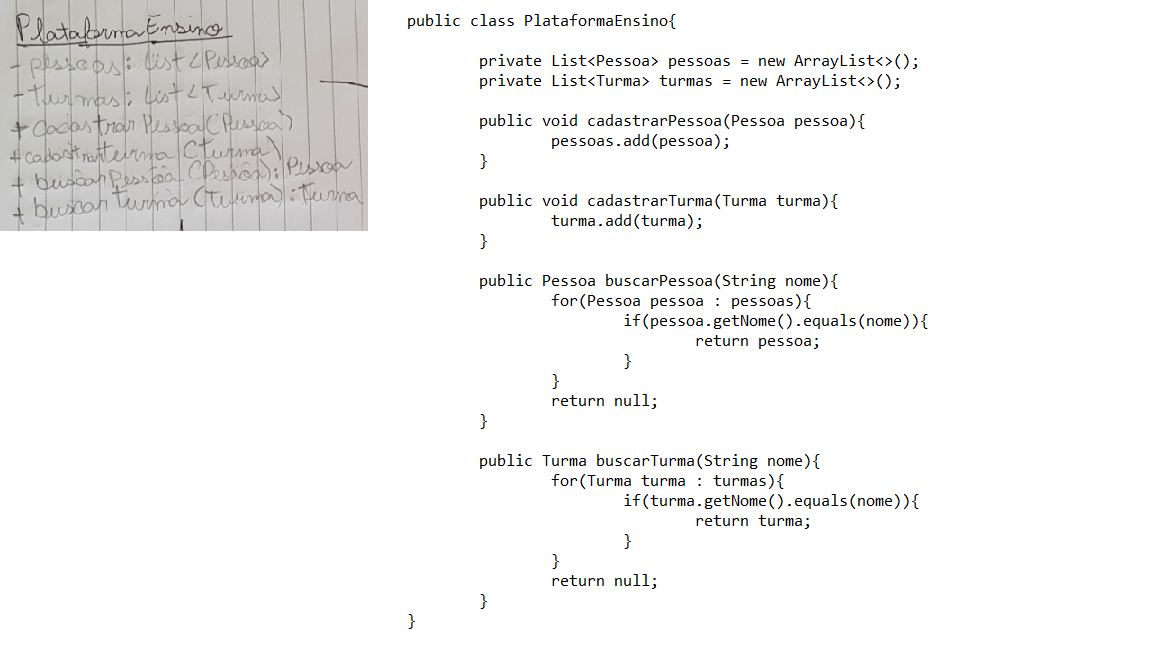 PlataformaEnsino
- pessoas: List<Pessoa>
- turmas: List<Turma>
+ cadastrar Pessoa(Pessoa)
+ cadastrarturma (turma)
+ buscarPessoa (Pessoa): Pessoa
+ buscar turma (turma): Turma
public class PlataformaEnsino{
private List<Pessoa> pessoas = new ArrayList<>();
private List<Turma> turmas = new ArrayList<>();
public void cadastrarPessoa(Pessoa pessoa){
pessoas.add(pessoa);
}
public void cadastrarTurma(Turma turma){
turma.add(turma);
}
public Pessoa buscarPessoa(String nome){
for(Pessoa pessoa : pessoas){
if(pessoa.getNome().equals(nome)){
return pessoa;
}
}
return null;
}
public Turma buscarTurma(String nome){
for(Turma turma : turmas){
if(turma.getNome().equals(nome)){
return turma;
}
}
return null;
}
}